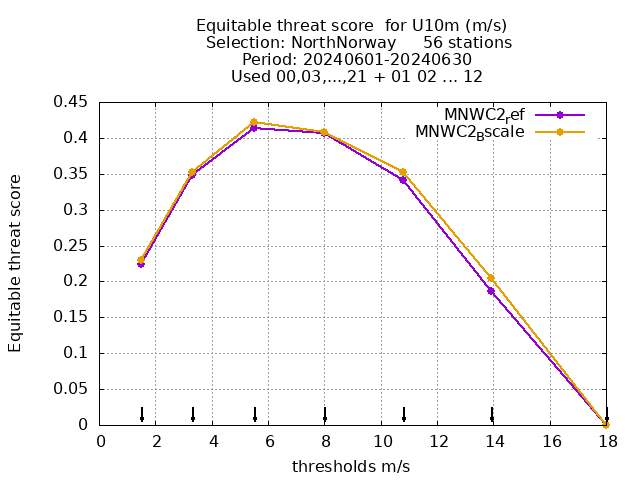 Equitable threat score  for U10m (m/s)
Selection: NorthNorway     56 stations
Period: 20240601-20240630
Used 00,03,...,21 + 01 02 ... 12
MNWC2ref
MNWC2Bscale
0.45
0.4
0.35
0.3
0.25
0.2
0.15
0.1
0.05
0
Equitable threat score
0 2 4 6 8 10 12 14 16 18
thresholds m/s